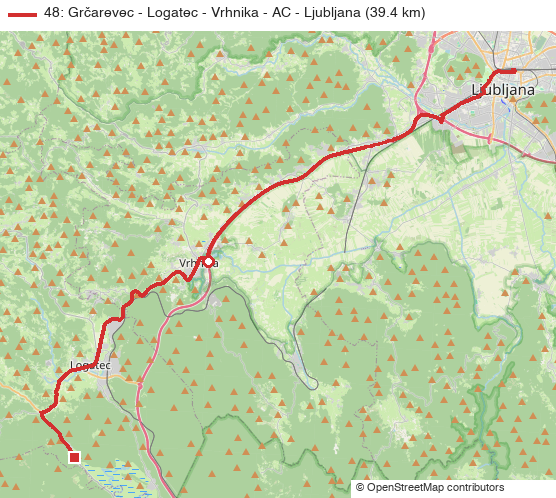 48: Grčarevec - Logatec - Vrhnika - AC - Ljubljana (39.4 km)
Ljubljana
Vrhnika
Logatec
© OpenStreetMap contributors